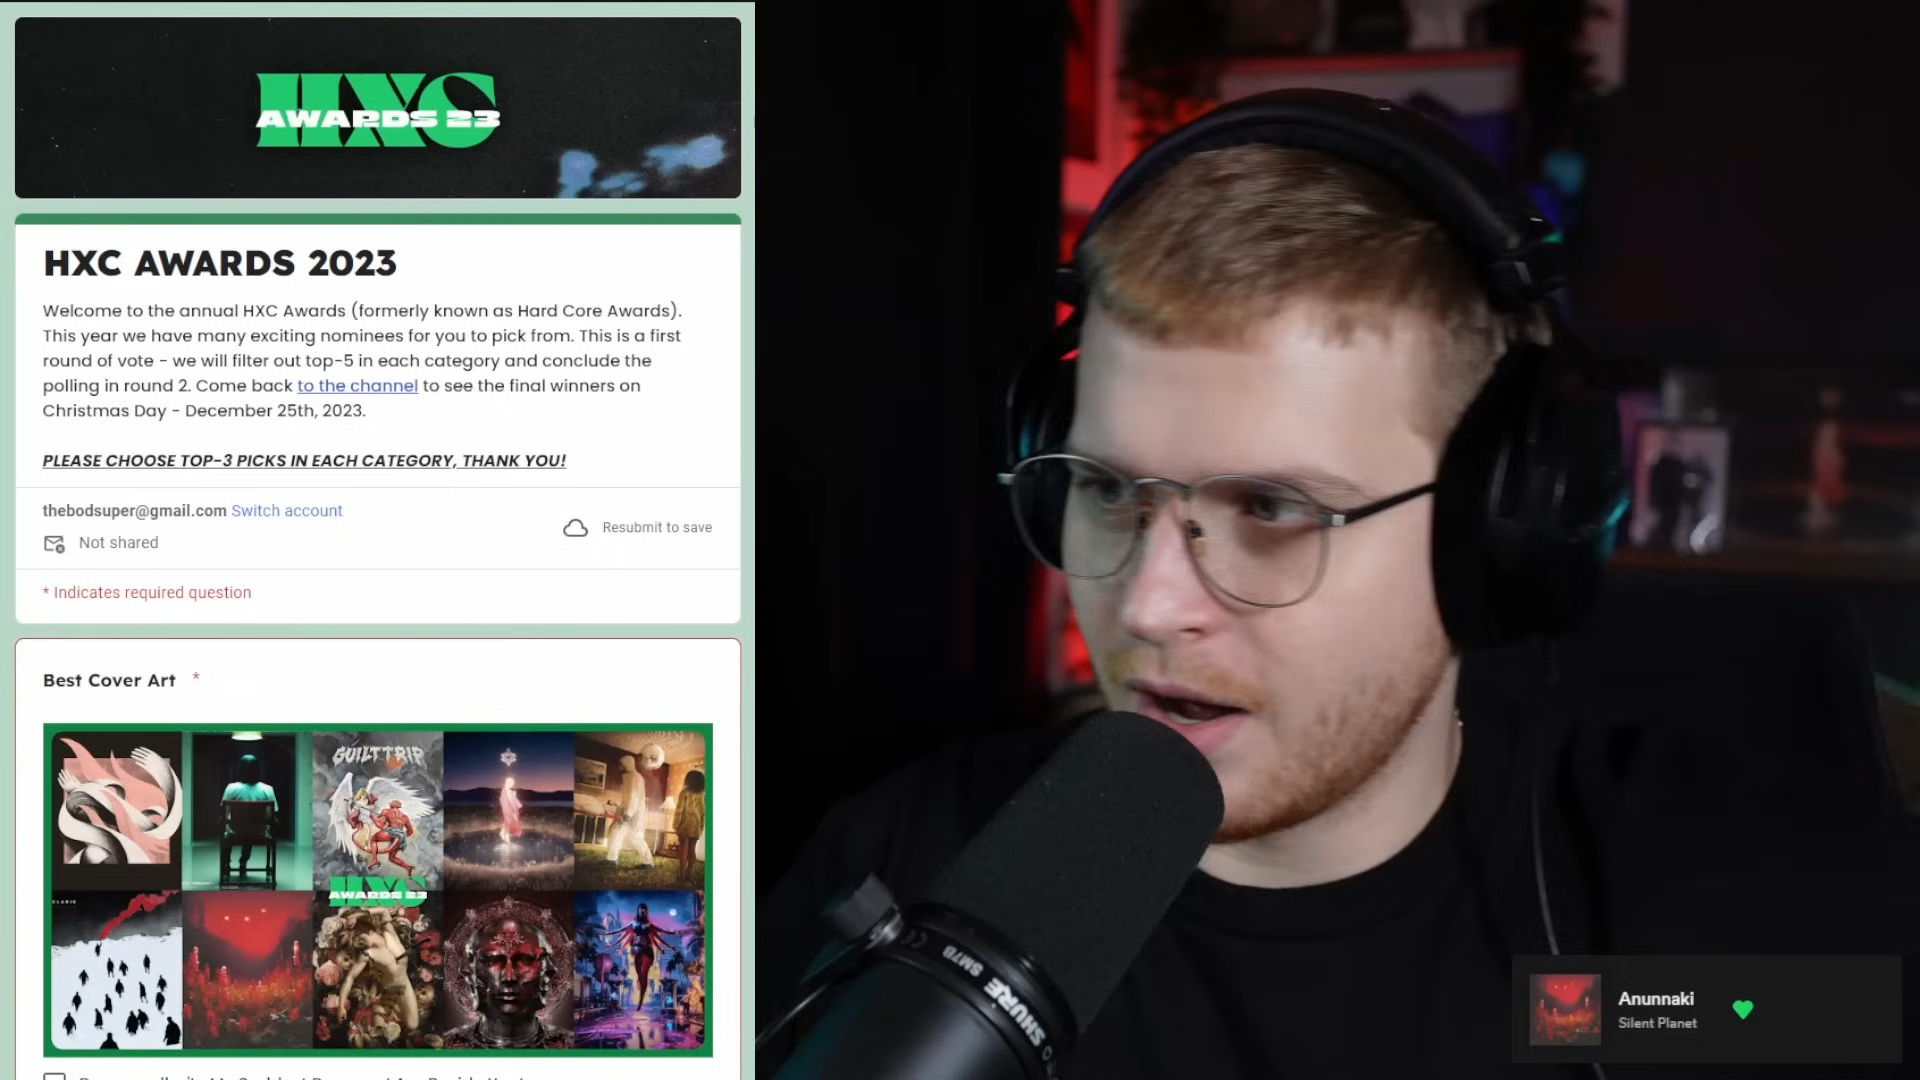 HXC
AWARDS 23
HXC AWARDS 2023
Welcome to the annual HXC Awards (formerly known as Hard Core Awards).
This year we have many exciting nominees for you to pick from. This is a first
round of vote - we will filter out top-5 in each category and conclude the
polling in round 2. Come back to the channel to see the final winners on
Christmas Day - December 25th, 2023.
PLEASE CHOOSE TOP-3 PICKS IN EACH CATEGORY, THANK YOU!
thebodsuper@gmail.com Switch account
Not shared
Resubmit to save
* Indicates required question
Best Cover Art *
GUILT TRIP
HXC
AWARDS 23
SHURE SM7B
Anunnaki
Silent Planet